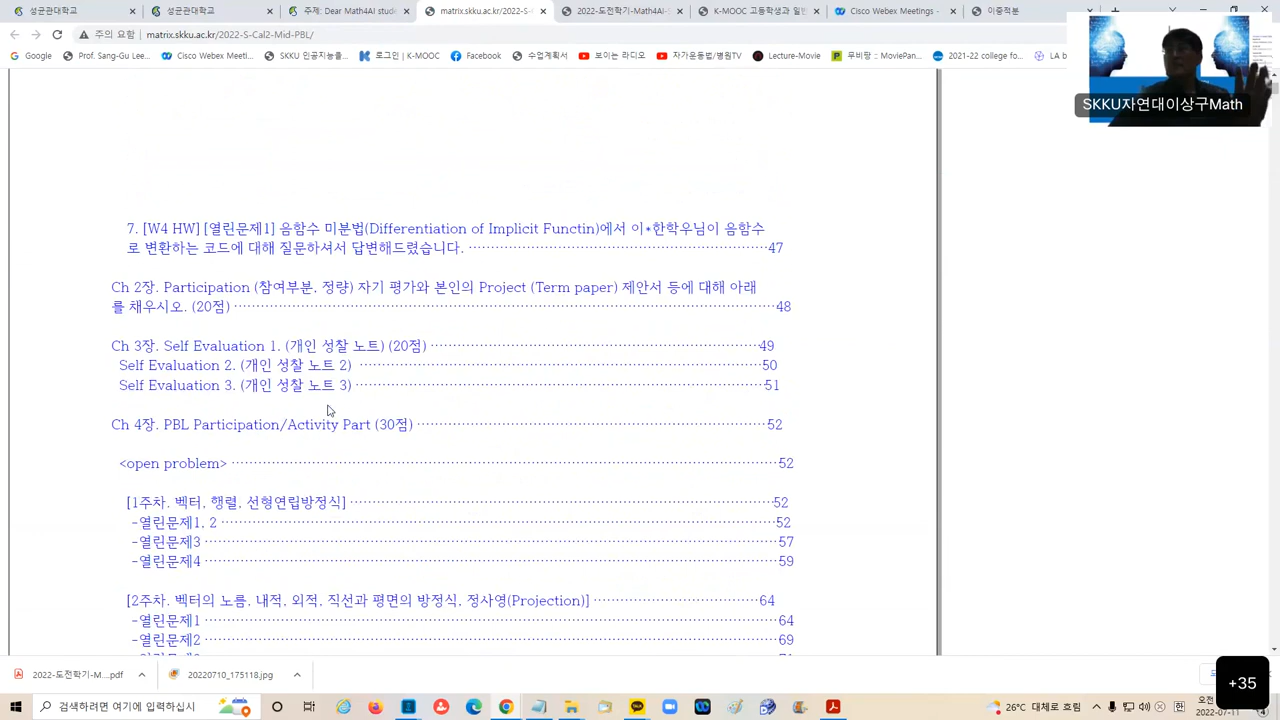 성균관대학교
성균관대학교
주제: Dear
matrix.skku.ac.kr/2
2022-도전학기-Math4AI-S
K-MOOC 고등학생과 일반
Cisco Webex Meetings -
이중적분
주의 요함
matrix.skku.ac.kr/2022-S-Cal2-Mid-PBL/
Google
Prof. Sang-Gu Lee...
Cisco Webex Meet...
SKKU 인공지능졸...
로그인 | K-MOOC
Facebook
수업계
보이는 라디오
자가운동법/병원TV
Lecture-Mov
무비팡 :: MoviePan...
2021-22
fo...
LA b
SKKU자연대이상구Math
7. [W4 HW] [열린문제1] 음함수 미분법(Differentiation of Implicit Functin)에서 이*한학우님이 음함수
로 변환하는 코드에 대해 질문하셔서 답변해드렸습니다. 47
Ch 2장. Participation (참여부분, 정량) 자기 평가와 본인의 Project (Term paper) 제안서 등에 대해 아래
를 채우시오. (20점) 48
Ch 3장. Self Evaluation 1. (개인 성찰 노트) (20점) 49
Self Evaluation 2. (개인 성찰 노트 2) 50
Self Evaluation 3. (개인 성찰 노트 3) 51
Ch 4장. PBL Participation/Activity Part (30점) 52
<open problem> 52
[1주차. 벡터, 행렬, 선형연립방정식] 52
-열린문제1, 2 52
-열린문제3 57
-열린문제4 59
[2주차. 벡터의 노름, 내적, 외적, 직선과 평면의 방정식, 정사영(Projection)] 64
-열린문제1 64
-열린문제2 69
2022-도전학기-M....pdf
20220710_175118.jpg
+35
검색하려면 여기에 입력하십시
26°C 대체로 흐림
오전
2022-07-11